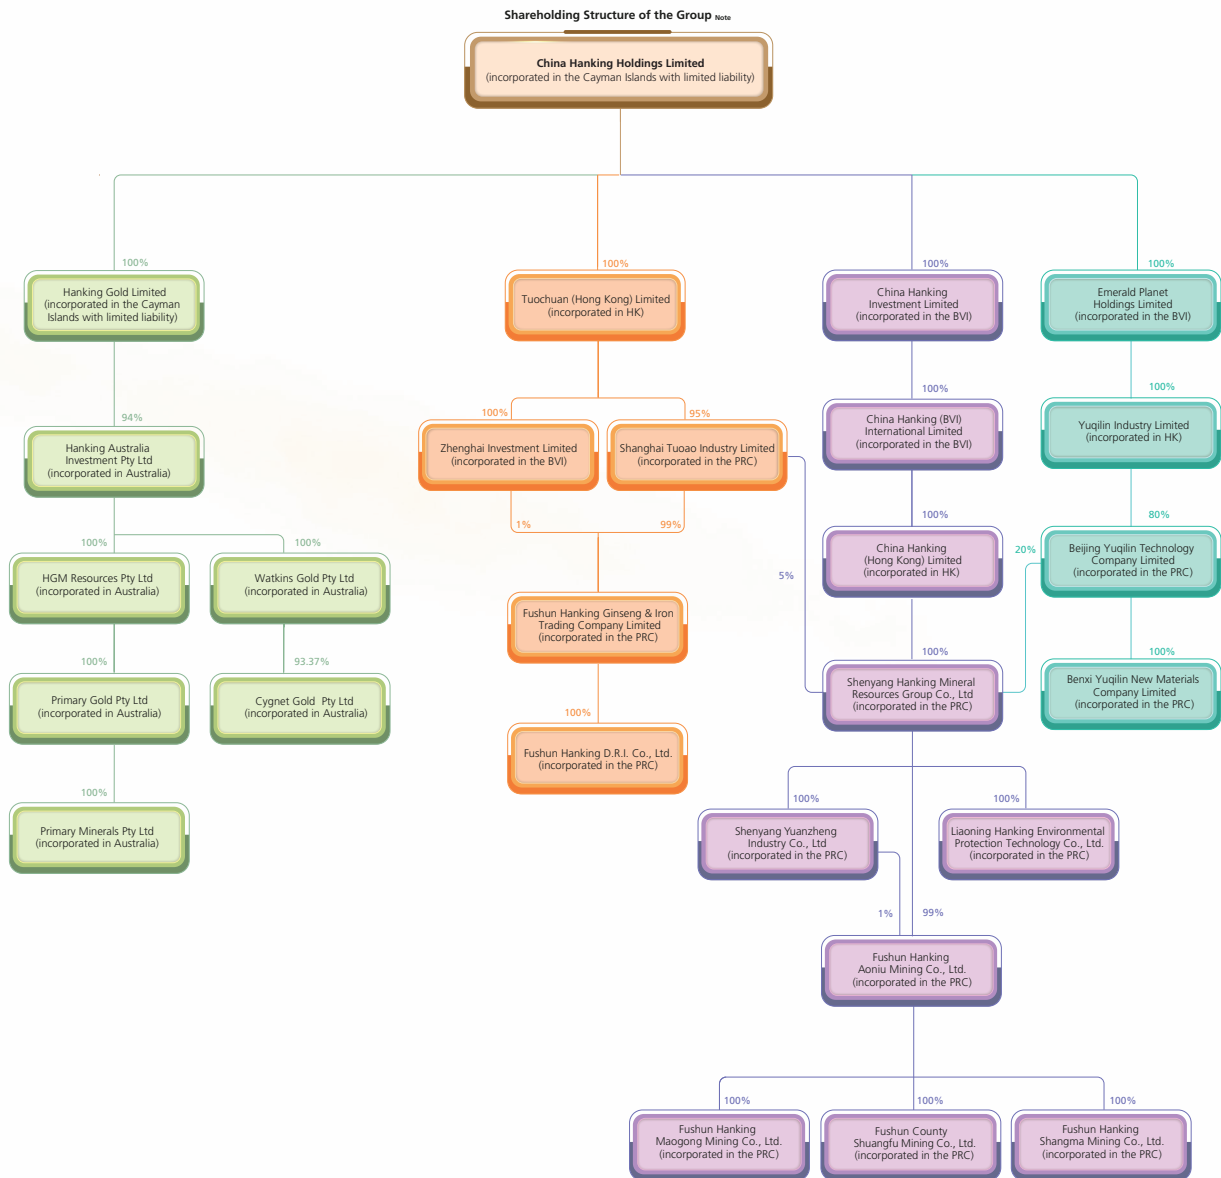 Shareholding Structure of the Group Note
China Hanking Holdings Limited
(incorporated in the Cayman Islands with limited liability)
100%
100%
100%
100%
Hanking Gold Limited
(incorporated in the Cayman
Islands with limited liability)
Tuochuan (Hong Kong) Limited
(incorporated in HK)
China Hanking
Investment Limited
(incorporated in the BVI)
Emerald Planet
Holdings Limited
(incorporated in the BVI)
94%
100%
95%
100%
100%
Hanking Australia
Investment Pty Ltd
(incorporated in Australia)
Zhenghai Investment Limited
(incorporated in the BVI)
Shanghai Tuoao Industry Limited
(incorporated in the PRC)
China Hanking (BVI)
International Limited
(incorporated in the BVI)
Yuqilin Industry Limited
(incorporated in HK)
100%
100%
1%
99%
100%
80%
HGM Resources Pty Ltd
(incorporated in Australia)
Watkins Gold Pty Ltd
(incorporated in Australia)
5%
China Hanking
(Hong Kong) Limited
(incorporated in HK)
20%
Beijing Yuqilin Technology
Company Limited
(incorporated in the PRC)
Fushun Hanking Ginseng & Iron
Trading Company Limited
(incorporated in the PRC)
100%
93.37%
100%
100%
Primary Gold Pty Ltd
(incorporated in Australia)
Cygnet Gold Pty Ltd
(incorporated in Australia)
100%
Shenyang Hanking Mineral
Resources Group Co., Ltd
(incorporated in the PRC)
Benxi Yuqilin New Materials
Company Limited
(incorporated in the PRC)
Fushun Hanking D.R.I. Co., Ltd.
(incorporated in the PRC)
100%
100%
100%
Primary Minerals Pty Ltd
(incorporated in Australia)
Shenyang Yuanzheng
Industry Co., Ltd
(incorporated in the PRC)
Liaoning Hanking Environmental
Protection Technology Co., Ltd.
(incorporated in the PRC)
1%
99%
Fushun Hanking
Aoniu Mining Co., Ltd.
(incorporated in the PRC)
100%
100%
100%
Fushun Hanking
Maogong Mining Co., Ltd.
(incorporated in the PRC)
Fushun County
Shuangfu Mining Co., Ltd.
(incorporated in the PRC)
Fushun Hanking
Shangma Mining Co., Ltd.
(incorporated in the PRC)